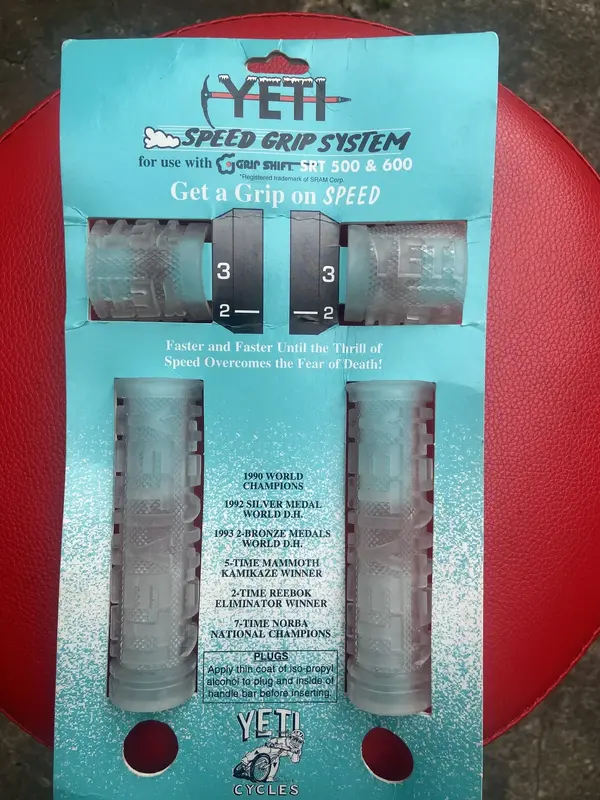 YETI
SPEED GRIP SYSTEM
for use with GRIP SHIFT SRT 500 & 600
*Registered trademark of SRAM Corp.
Get a Grip on SPEED
3
2
3
2
YETI
YETI
Faster and Faster Until the Thrill of
Speed Overcomes the Fear of Death!
1990 WORLD
CHAMPIONS
1992 SILVER MEDAL
WORLD D.H.
1993 2-BRONZE MEDALS
WORLD D.H.
5-TIME MAMMOTH
KAMIKAZE WINNER
2-TIME REEBOK
ELIMINATOR WINNER
7-TIME NORBA
NATIONAL CHAMPIONS
PLUGS
Apply thin coat of iso-propyl
alcohol to plug and inside of
handle bar before inserting.
YETI
CYCLES